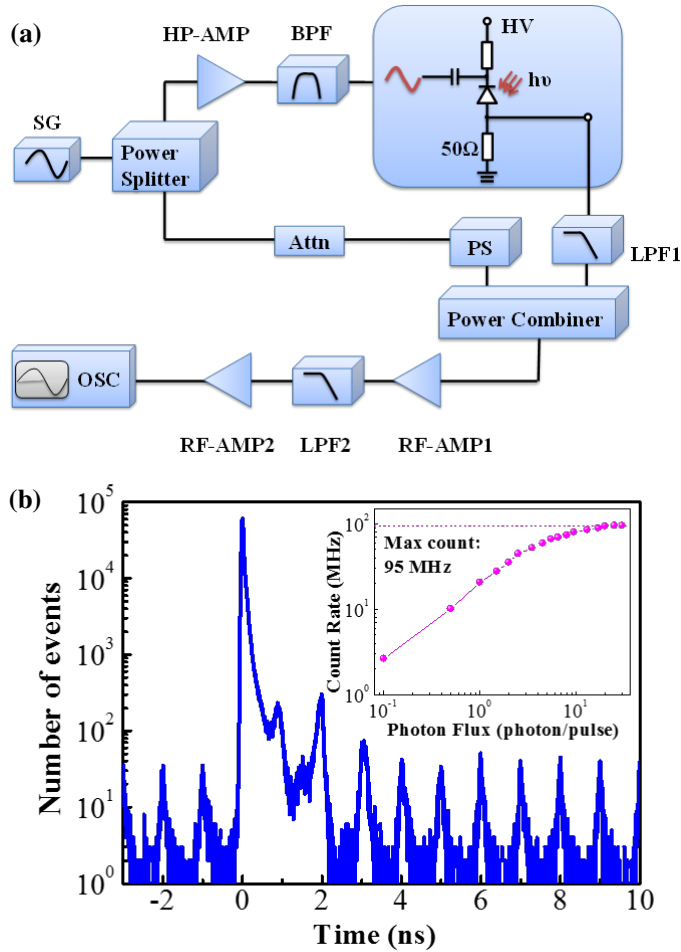 (a)
HP-AMP
BPF
HV
hυ
50Ω
SG
Power
Splitter
Attn
PS
LPF1
Power Combiner
OSC
RF-AMP2
LPF2
RF-AMP1
(b)
Number of events
10^5
10^4
10^3
10^2
10^1
10^0
-2
0
2
4
6
8
10
Time (ns)
Count Rate (MHz)
10^2
10^1
10^0
Max count:
95 MHz
10^-1
10^0
10^1
Photon Flux (photon/pulse)